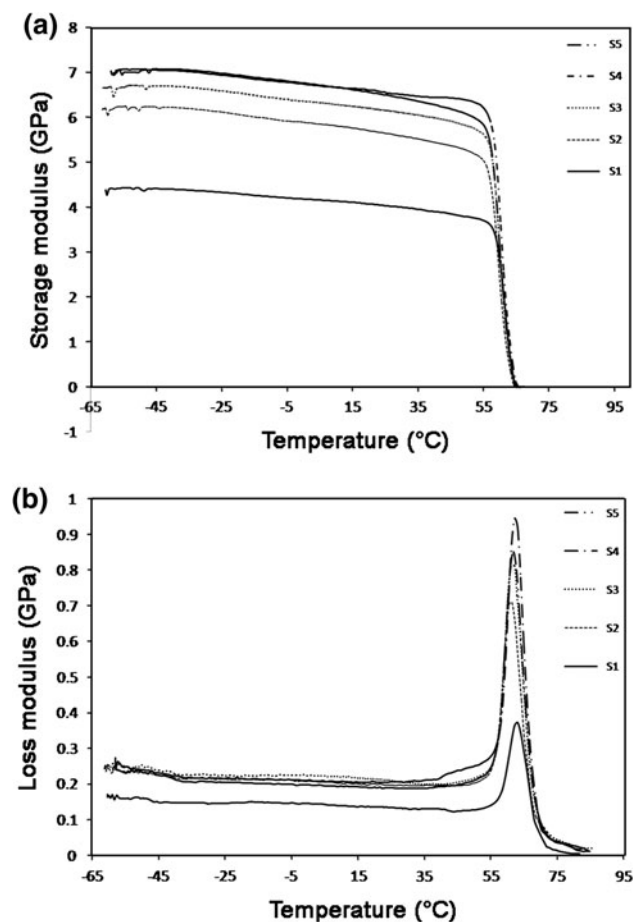 (a)
8
7
6
5
4
3
2
1
0
-1
Storage modulus (GPa)
-65 -45 -25 -5 15 35 55 75 95
Temperature (°C)
S5
S4
S3
S2
S1
(b)
1
0.9
0.8
0.7
0.6
0.5
0.4
0.3
0.2
0.1
0
Loss modulus (GPa)
-65 -45 -25 -5 15 35 55 75 95
Temperature (°C)
S5
S4
S3
S2
S1